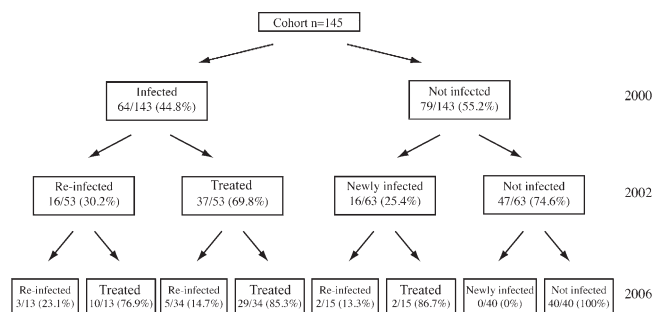 Cohort n=145
Infected
64/143 (44.8%)
Not infected
79/143 (55.2%)
2000
Re-infected
16/53 (30.2%)
Treated
37/53 (69.8%)
Newly infected
16/63 (25.4%)
Not infected
47/63 (74.6%)
2002
Re-infected
3/13 (23.1%)
Treated
10/13 (76.9%)
Re-infected
5/34 (14.7%)
Treated
29/34 (85.3%)
Re-infected
2/15 (13.3%)
Treated
2/15 (86.7%)
Newly infected
0/40 (0%)
Not infected
40/40 (100%)
2006